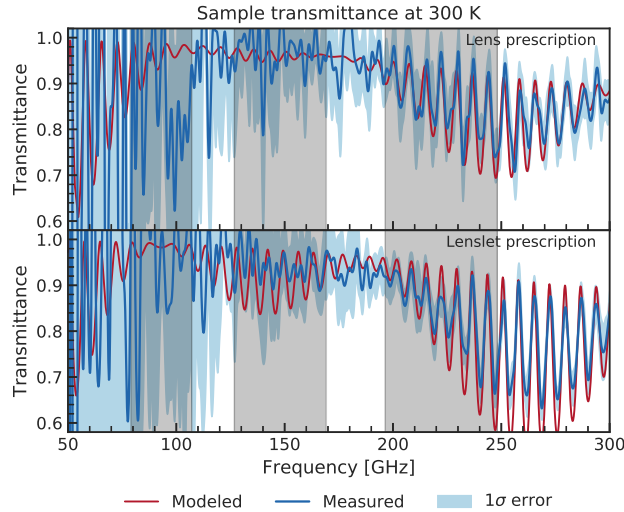 Sample transmittance at 300 K
1.0
0.9
0.8
0.7
0.6
Transmittance
Lens prescription
1.0
0.9
0.8
0.7
0.6
Transmittance
Lenslet prescription
50 100 150 200 250 300
Frequency [GHz]
Modeled Measured 1σ error